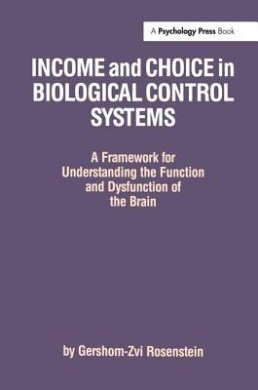 A Psychology Press Book
INCOME and CHOICE in
BIOLOGICAL CONTROL
SYSTEMS
A Framework for
Understanding the Function
and Dysfunction of
the Brain
by Gershom-Zvi Rosenstein